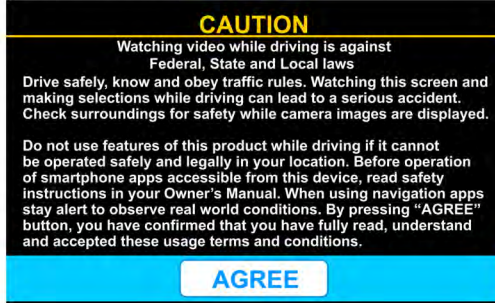 CAUTION
Watching video while driving is against
Federal, State and Local laws
Drive safely, know and obey traffic rules. Watching this screen and
making selections while driving can lead to a serious accident.
Check surroundings for safety while camera images are displayed.
Do not use features of this product while driving if it cannot
be operated safely and legally in your location. Before operation
of smartphone apps accessible from this device, read safety
instructions in your Owner's Manual. When using navigation apps
stay alert to observe real world conditions. By pressing “AGREE”
button, you have confirmed that you have fully read, understand
and accepted these usage terms and conditions.
AGREE